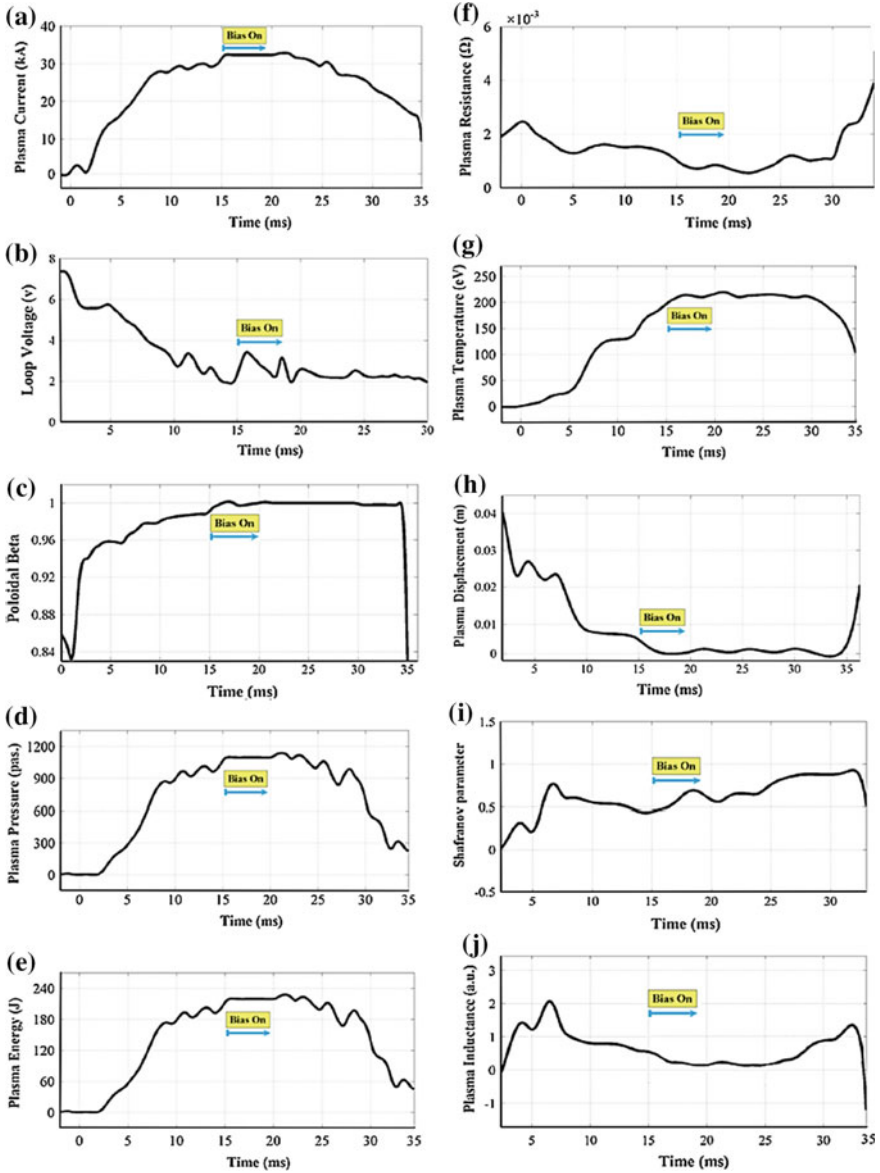 (a)
Plasma Current (kA)
40
30
20
10
0
Bias On
0 5 10 15 20 25 30 35
Time (ms)
(b)
Loop Voltage (v)
8
6
4
2
0
Bias On
5 10 15 20 25 30
Time (ms)
(c)
Poloidal Beta
1
0.96
0.92
0.88
0.84
Bias On
0 5 10 15 20 25 30 35
Time (ms)
(d)
Plasma Pressure (pas.)
1200
900
600
300
0
Bias On
0 5 10 15 20 25 30 35
Time (ms)
(e)
Plasma Energy (J)
240
180
120
60
0
Bias On
0 5 10 15 20 25 30 35
Time (ms)
(f)
×10⁻³
Plasma Resistance (Ω)
6
4
2
0
Bias On
0 5 10 15 20 25 30
Time (ms)
(g)
Plasma Temperature (eV)
250
200
150
100
50
0
Bias On
0 5 10 15 20 25 30 35
Time (ms)
(h)
Plasma Displacement (m)
0.04
0.03
0.02
0.01
0
Bias On
5 10 15 20 25 30 35
Time (ms)
(i)
Shafranov parameter
1.5
1
0.5
0
-0.5
Bias On
5 10 15 20 25 30
Time (ms)
(j)
Plasma Inductance (a.u.)
3
2
1
0
-1
Bias On
5 10 15 20 25 30
Time (ms)